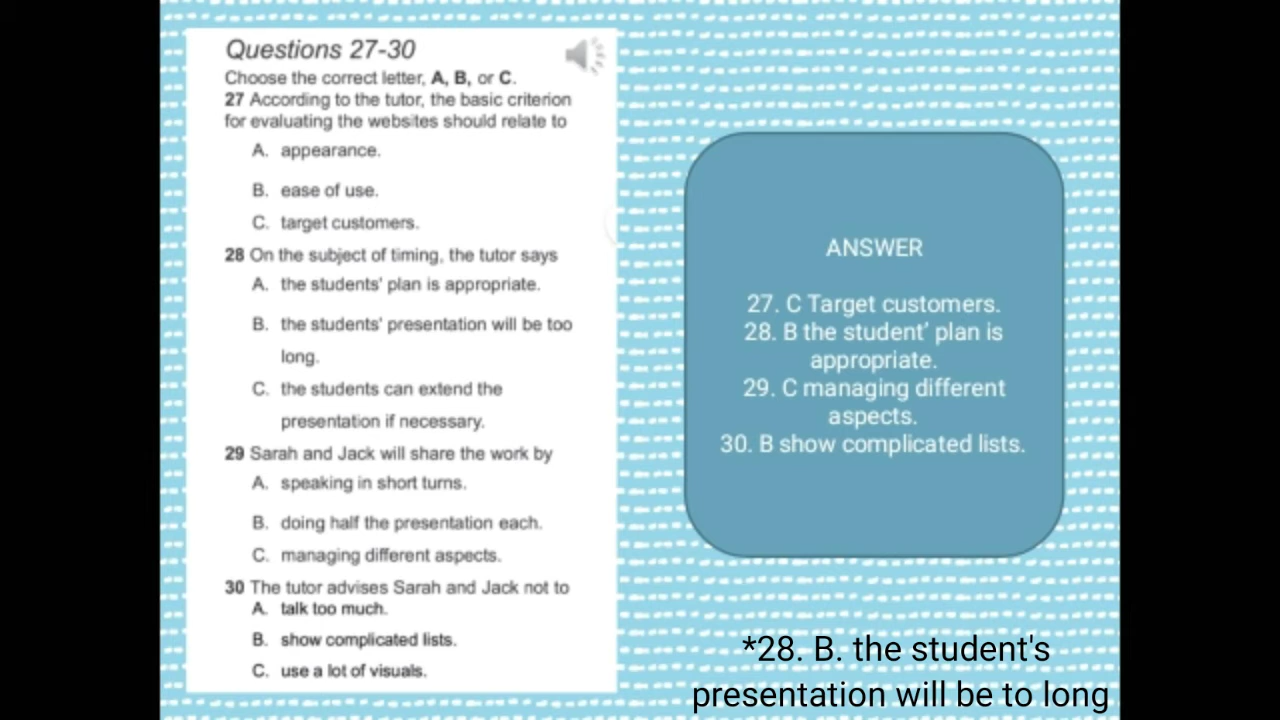 Questions 27-30
Choose the correct letter, A, B, or C.
27 According to the tutor, the basic criterion
for evaluating the websites should relate to
A. appearance.
B. ease of use.
C. target customers.
28 On the subject of timing, the tutor says
A. the students' plan is appropriate.
B. the students' presentation will be too
long.
C. the students can extend the
presentation if necessary.
29 Sarah and Jack will share the work by
A. speaking in short turns.
B. doing half the presentation each.
C. managing different aspects.
30 The tutor advises Sarah and Jack not to
A. talk too much.
B. show complicated lists.
C. use a lot of visuals.
ANSWER
27. C Target customers.
28. B the student’ plan is
appropriate.
29. C managing different
aspects.
30. B show complicated lists.
*28. B. the student's
presentation will be to long